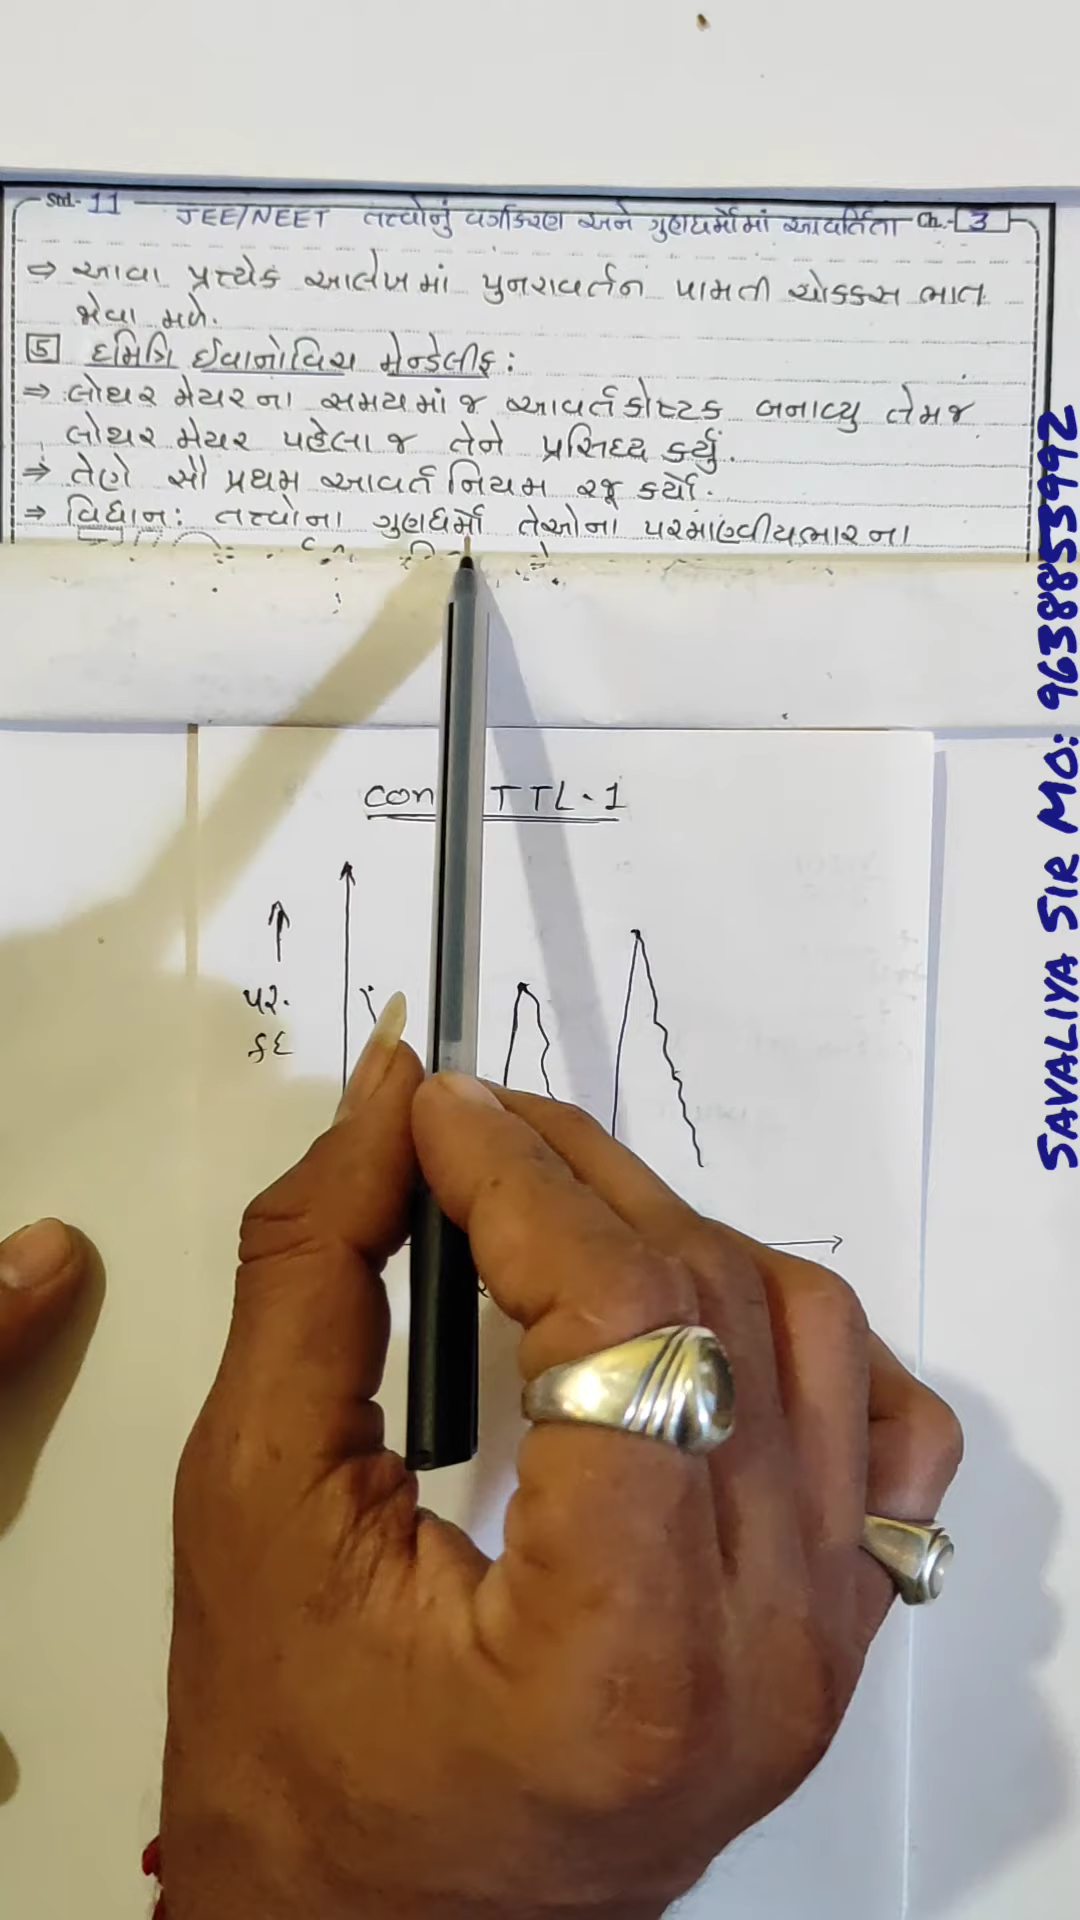 Std.- 11 JEE/NEET તત્ત્વોનું વર્ગીકરણ અને ગુણધર્મોમાં આવર્તિતા Ch.- 3
⇒ આવા પ્રત્યેક આલેખમાં પુનરાવર્તન પામતી ચોક્કસ ભાત
જોવા મળે.
5 દમિત્રિ ઈવાનોવિચ મેન્ડેલીફ :
⇒ લોથર મેયરના સમયમાં જ આવર્તકોષ્ટક બનાવ્યુ તેમજ
લોથર મેયર પહેલા જ તેને પ્રસિધ્ધ કર્યું.
⇒ તેણે સૌ પ્રથમ આવર્ત નિયમ રજૂ કર્યો.
⇒ વિધાન: તત્ત્વોના ગુણધર્મો તેઓના પરમાણ્વીયભારના
CON TTL-1
પર.
કદ
SAVALIYA SIR MO: 9638853992